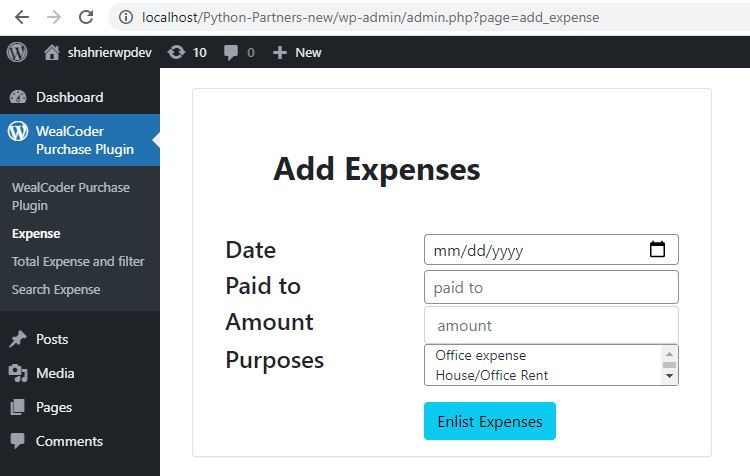 localhost/Python-Partners-new/wp-admin/admin.php?page=add_expense
shahrierwpdev 10 0 New
Dashboard
WealCoder
Purchase Plugin
WealCoder Purchase
Plugin
Expense
Total Expense and filter
Search Expense
Posts
Media
Pages
Comments
Add Expenses
Date mm/dd/yyyy
Paid to paid to
Amount amount
Purposes Office expense
House/Office Rent
Enlist Expenses